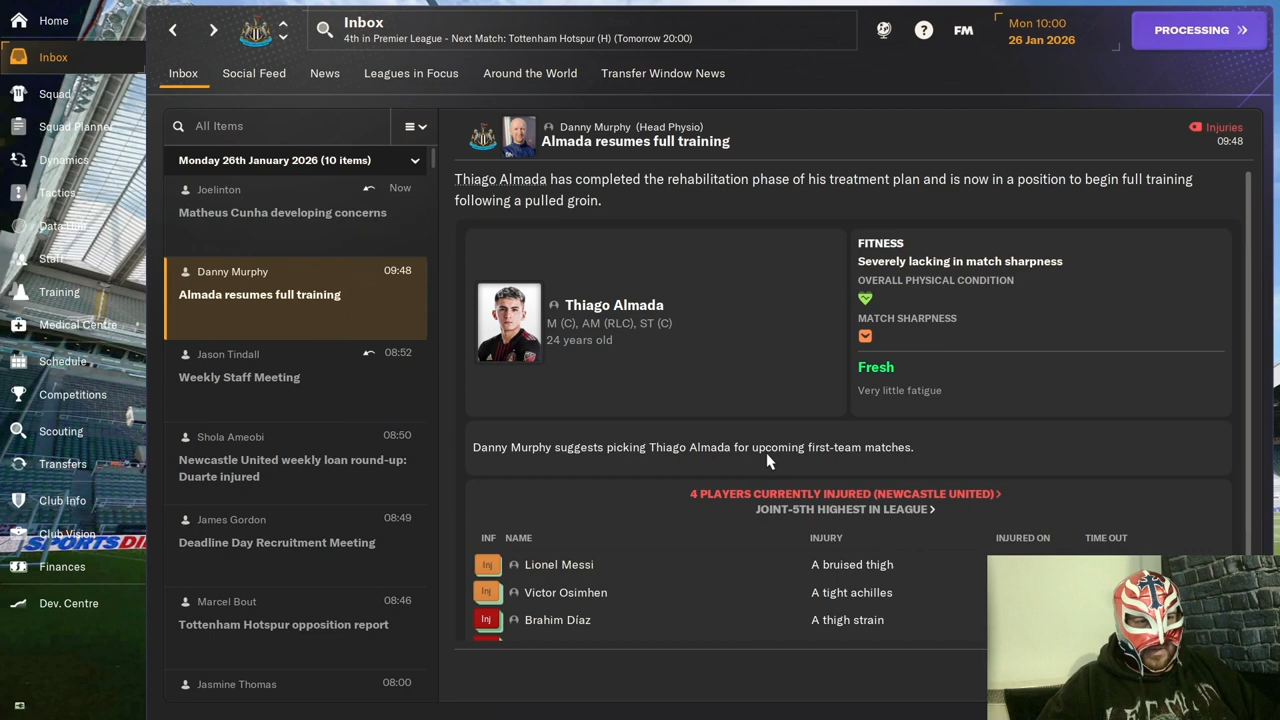 Home
Inbox
Squad
Squad Planner
Dynamics
Tactics
Data Hub
Staff
Training
Medical Centre
Schedule
Competitions
Scouting
Transfers
Club Info
Club Vision
SPORTS DI
Finances
Dev. Centre
Inbox
4th in Premier League - Next Match: Tottenham Hotspur (H) (Tomorrow 20:00)
?
FM
Mon 10:00
26 Jan 2026
PROCESSING
Inbox
Social Feed
News
Leagues in Focus
Around the World
Transfer Window News
All Items
Monday 26th January 2026 (10 items)
Joelinton
Now
Matheus Cunha developing concerns
Danny Murphy
09:48
Almada resumes full training
Jason Tindall
08:52
Weekly Staff Meeting
Shola Ameobi
08:50
Newcastle United weekly loan round-up:
Duarte injured
James Gordon
08:49
Deadline Day Recruitment Meeting
Marcel Bout
08:46
Tottenham Hotspur opposition report
Jasmine Thomas
08:00
Danny Murphy (Head Physio)
Almada resumes full training
Injuries
09:48
Thiago Almada has completed the rehabilitation phase of his treatment plan and is now in a position to begin full training
following a pulled groin.
Thiago Almada
M (C), AM (RLC), ST (C)
24 years old
FITNESS
Severely lacking in match sharpness
OVERALL PHYSICAL CONDITION
MATCH SHARPNESS
Fresh
Very little fatigue
Danny Murphy suggests picking Thiago Almada for upcoming first-team matches.
4 PLAYERS CURRENTLY INJURED (NEWCASTLE UNITED)
JOINT-5TH HIGHEST IN LEAGUE
INF NAME INJURY INJURED ON TIME OUT
Inj Lionel Messi A bruised thigh
Inj Victor Osimhen A tight achilles
Inj Brahim Díaz A thigh strain